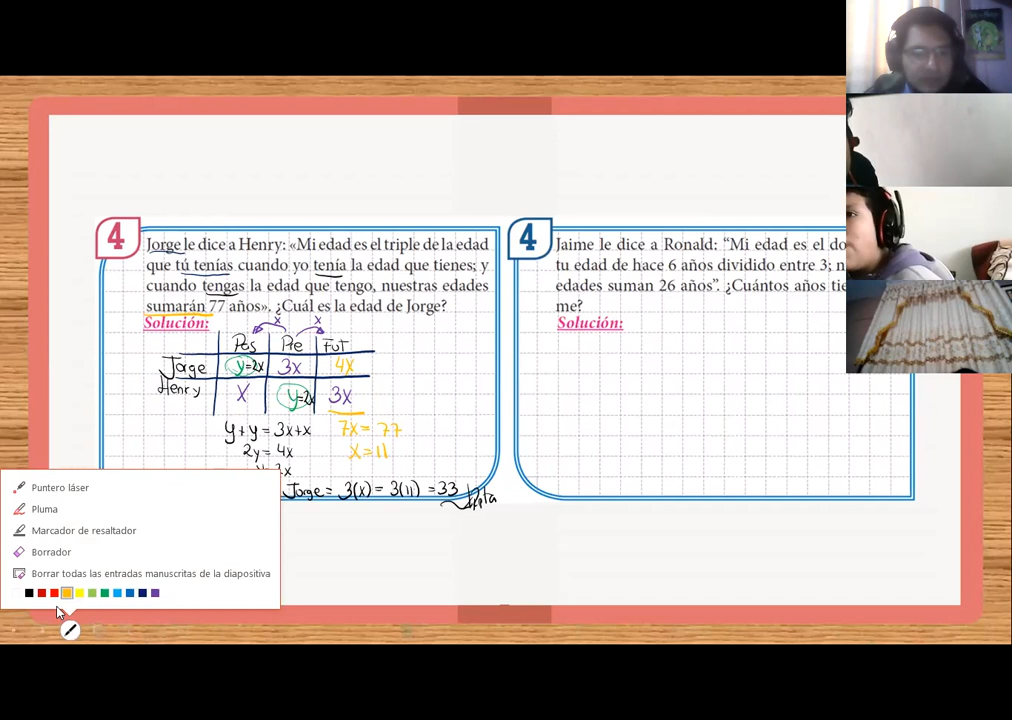 4
Jorge le dice a Henry: «Mi edad es el triple de la edad
que tú tenías cuando yo tenía la edad que tienes; y
cuando tengas la edad que tengo, nuestras edades
sumarán 77 años». ¿Cuál es la edad de Jorge?
Solución:
x x
Pas Pre Fut
Jorge y=2x 3x 4x
Henry x y=2x 3x
y+y = 3x+x 7x = 77
2y = 4x x = 11
Jorge = 3(x) = 3(11) = 33 Rpta
4
Jaime le dice a Ronald: “Mi edad es el do
tu edad de hace 6 años dividido entre 3; n
edades suman 26 años”. ¿Cuántos años tie
me?
Solución:
Puntero láser
Pluma
Marcador de resaltador
Borrador
Borrar todas las entradas manuscritas de la diapositiva